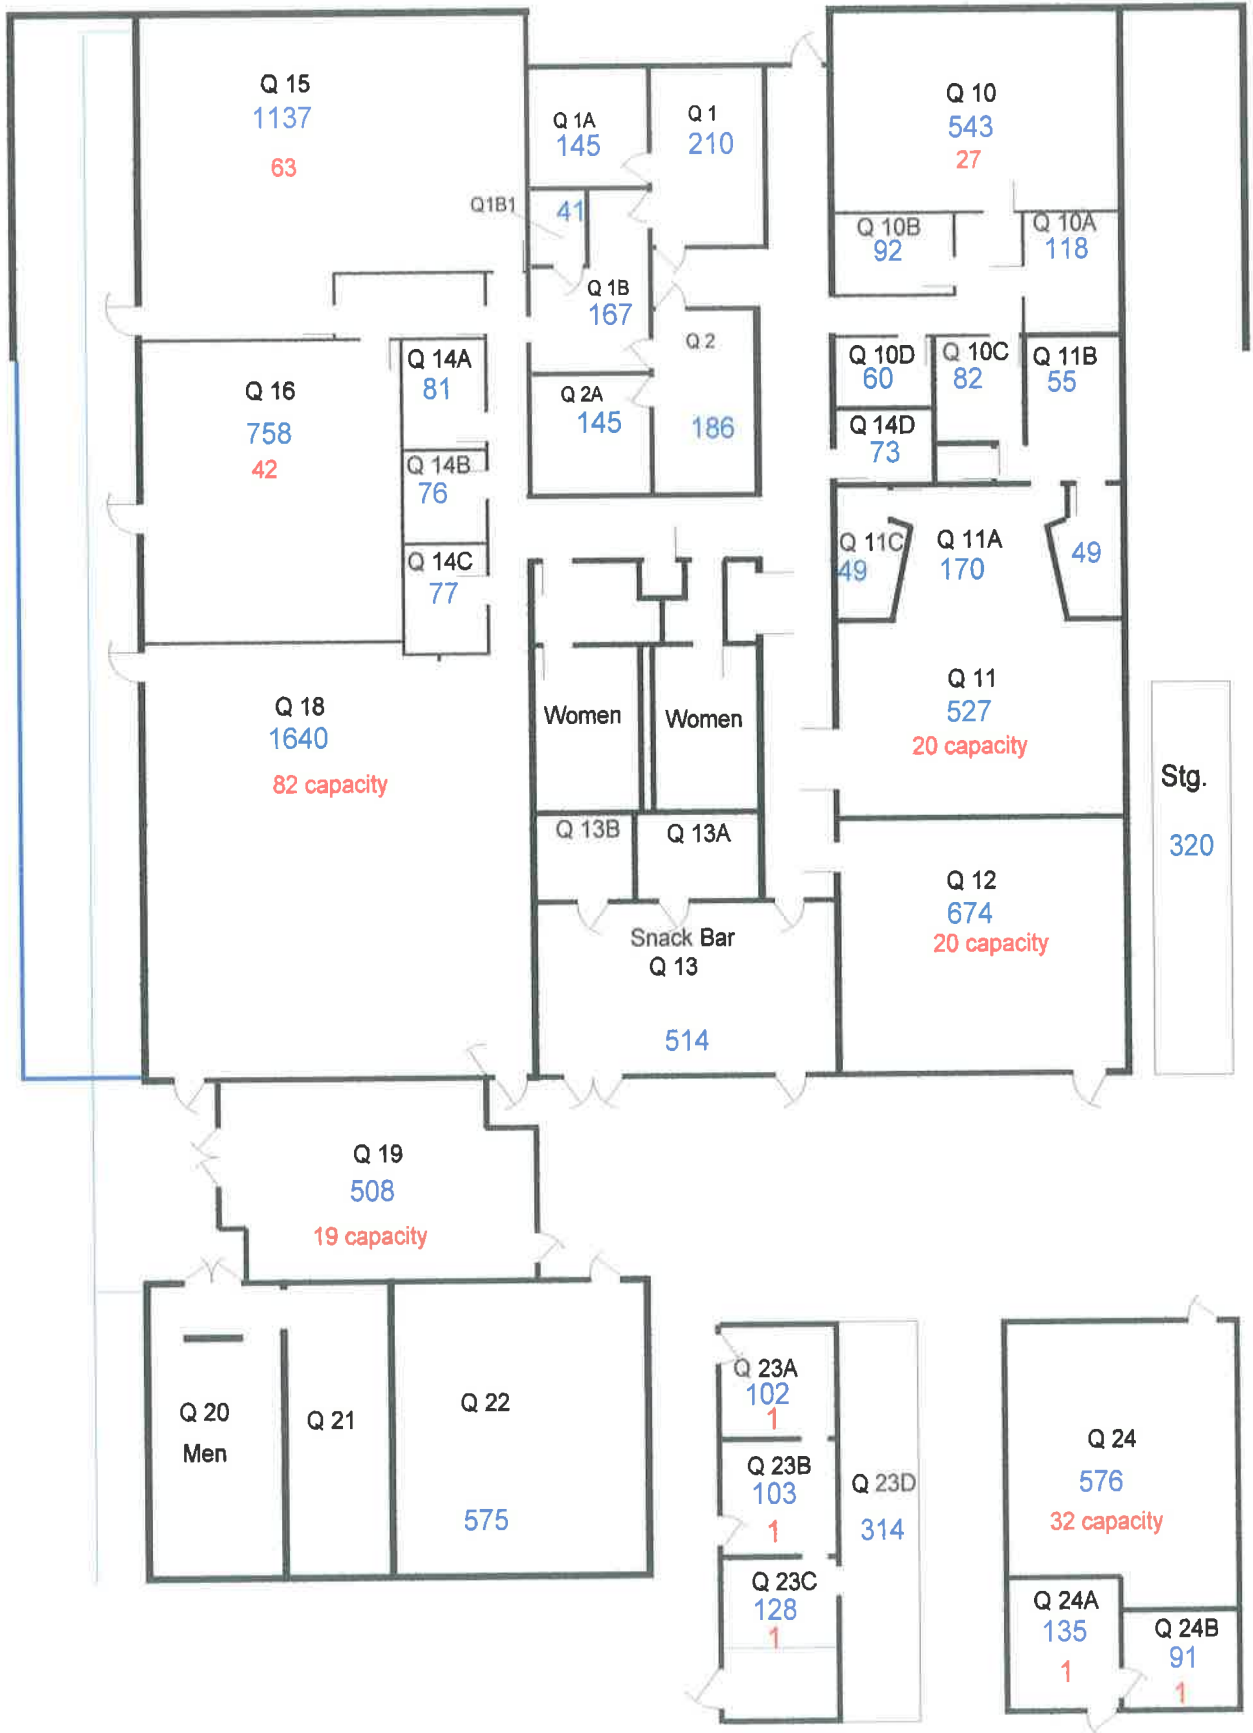 Q 15
1137
63
Q 1A
145
Q 1
210
Q 10
543
27
Q1B1
41
Q 10B
92
Q 10A
118
Q 1B
167
Q 2
186
Q 14A
81
Q 16
758
42
Q 2A
145
Q 10D
60
Q 10C
82
Q 11B
55
Q 14D
73
Q 14B
76
Q 14C
77
Q 11C
49
Q 11A
170
49
Q 18
1640
82 capacity
Women
Women
Q 11
527
20 capacity
Stg.
320
Q 13B
Q 13A
Q 12
674
20 capacity
Snack Bar
Q 13
514
Q 19
508
19 capacity
Q 20
Men
Q 21
Q 22
575
Q 23A
102
1
Q 23B
103
1
Q 23D
314
Q 23C
128
1
Q 24
576
32 capacity
Q 24A
135
1
Q 24B
91
1